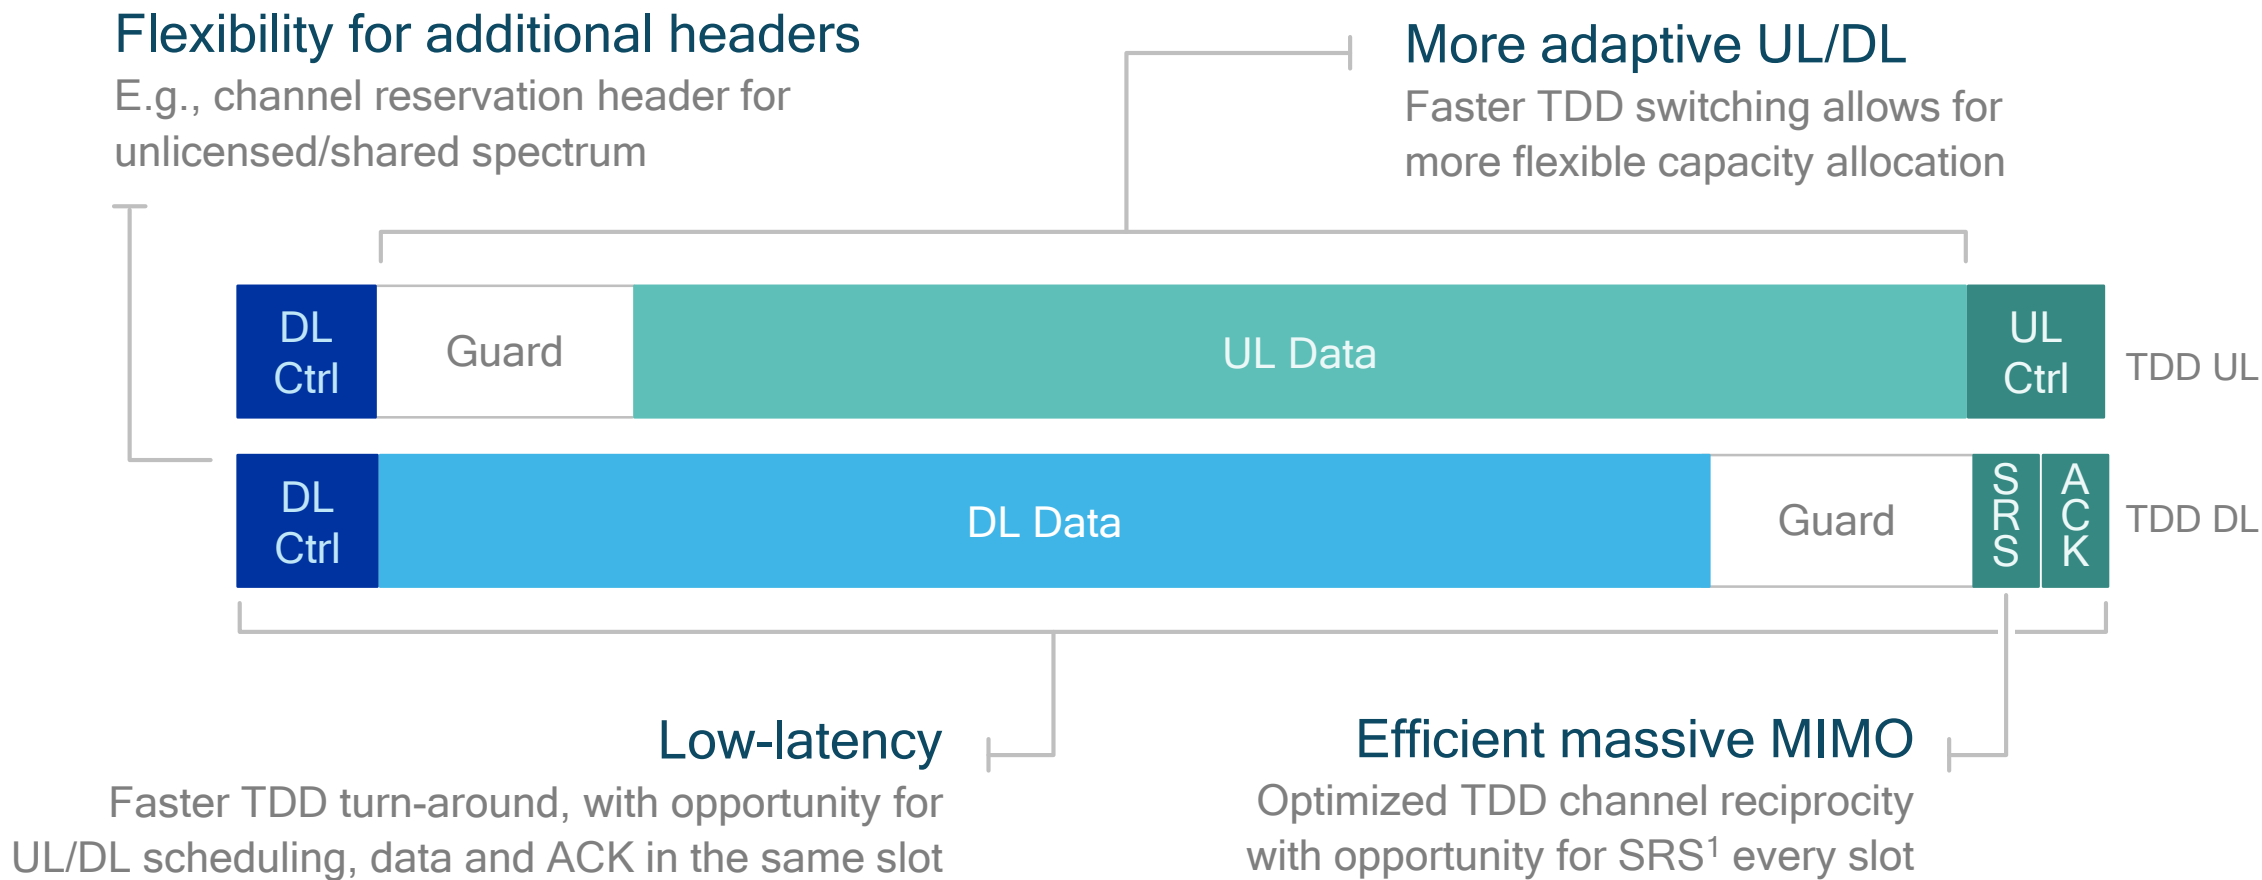 Flexibility for additional headers
E.g., channel reservation header for
unlicensed/shared spectrum
More adaptive UL/DL
Faster TDD switching allows for
more flexible capacity allocation
DL
Ctrl
Guard
UL Data
UL
Ctrl
TDD UL
DL
Ctrl
DL Data
Guard
SRS
ACK
TDD DL
Low-latency
Faster TDD turn-around, with opportunity for
UL/DL scheduling, data and ACK in the same slot
Efficient massive MIMO
Optimized TDD channel reciprocity
with opportunity for SRS¹ every slot